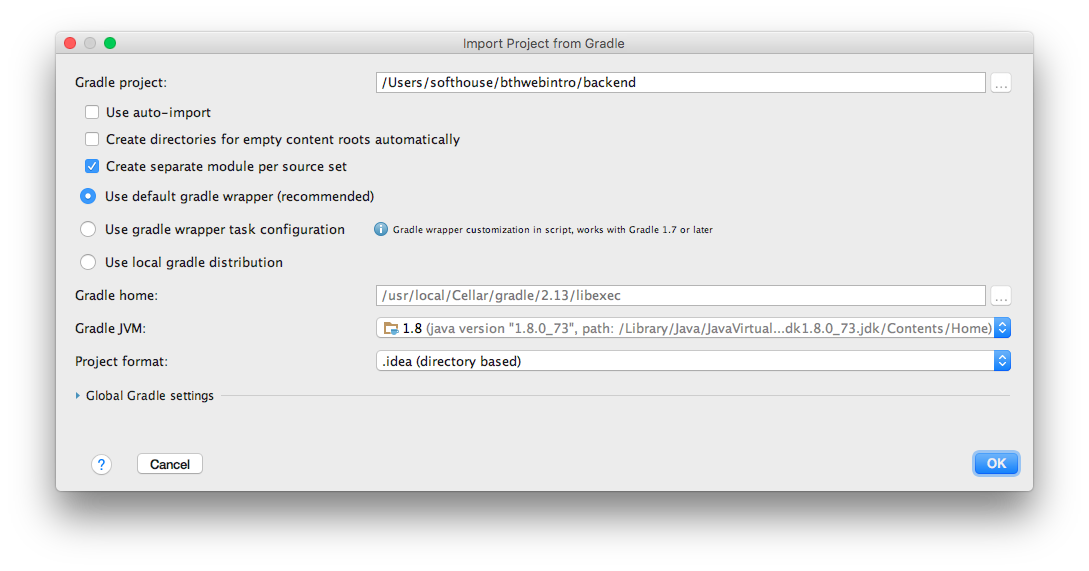 Import Project from Gradle
Gradle project: /Users/softhouse/bthwebintro/backend ...
Use auto-import
Create directories for empty content roots automatically
Create separate module per source set
Use default gradle wrapper (recommended)
Use gradle wrapper task configuration i Gradle wrapper customization in script, works with Gradle 1.7 or later
Use local gradle distribution
Gradle home: /usr/local/Cellar/gradle/2.13/libexec ...
Gradle JVM: 1.8 (java version "1.8.0_73", path: /Library/Java/JavaVirtual...dk1.8.0_73.jdk/Contents/Home)
Project format: .idea (directory based)
Global Gradle settings
? Cancel OK